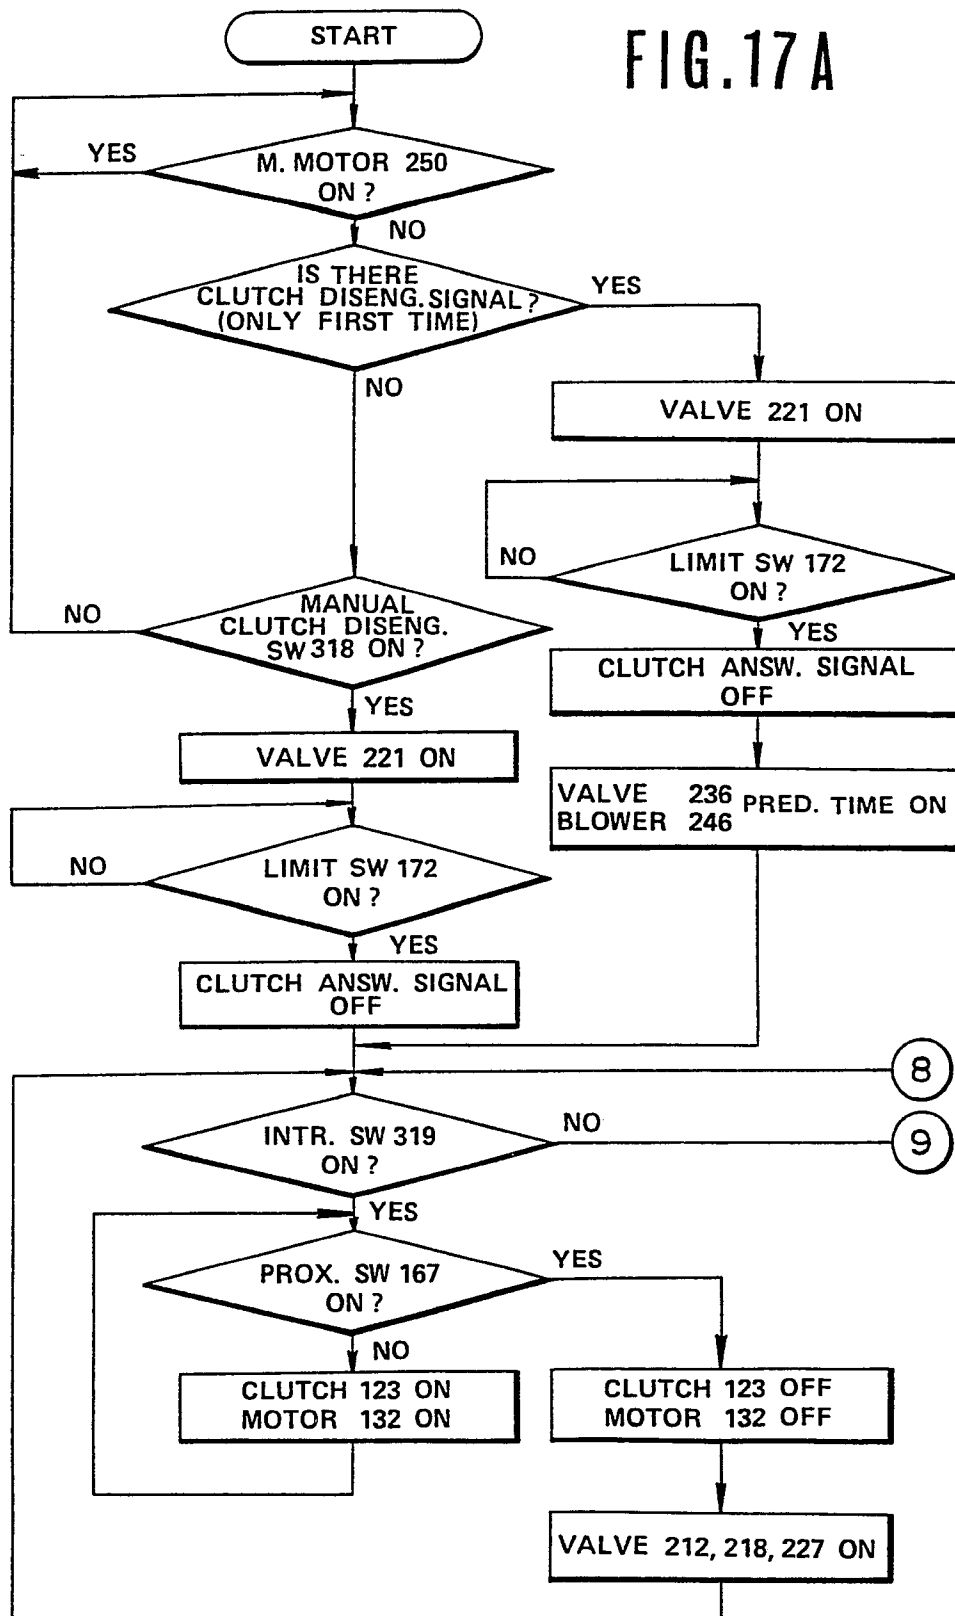 START
FIG.17A
YES
M. MOTOR 250
ON ?
NO
IS THERE
CLUTCH DISENG. SIGNAL ?
(ONLY FIRST TIME)
YES
NO
VALVE 221 ON
NO
LIMIT SW 172
ON ?
YES
NO
MANUAL
CLUTCH DISENG.
SW 318 ON ?
YES
CLUTCH ANSW. SIGNAL
OFF
VALVE 221 ON
VALVE 236 PRED. TIME ON
BLOWER 246
NO
LIMIT SW 172
ON ?
YES
CLUTCH ANSW. SIGNAL
OFF
8
INTR. SW 319
ON ?
NO
9
YES
PROX. SW 167
ON ?
YES
NO
CLUTCH 123 ON
MOTOR 132 ON
CLUTCH 123 OFF
MOTOR 132 OFF
VALVE 212, 218, 227 ON